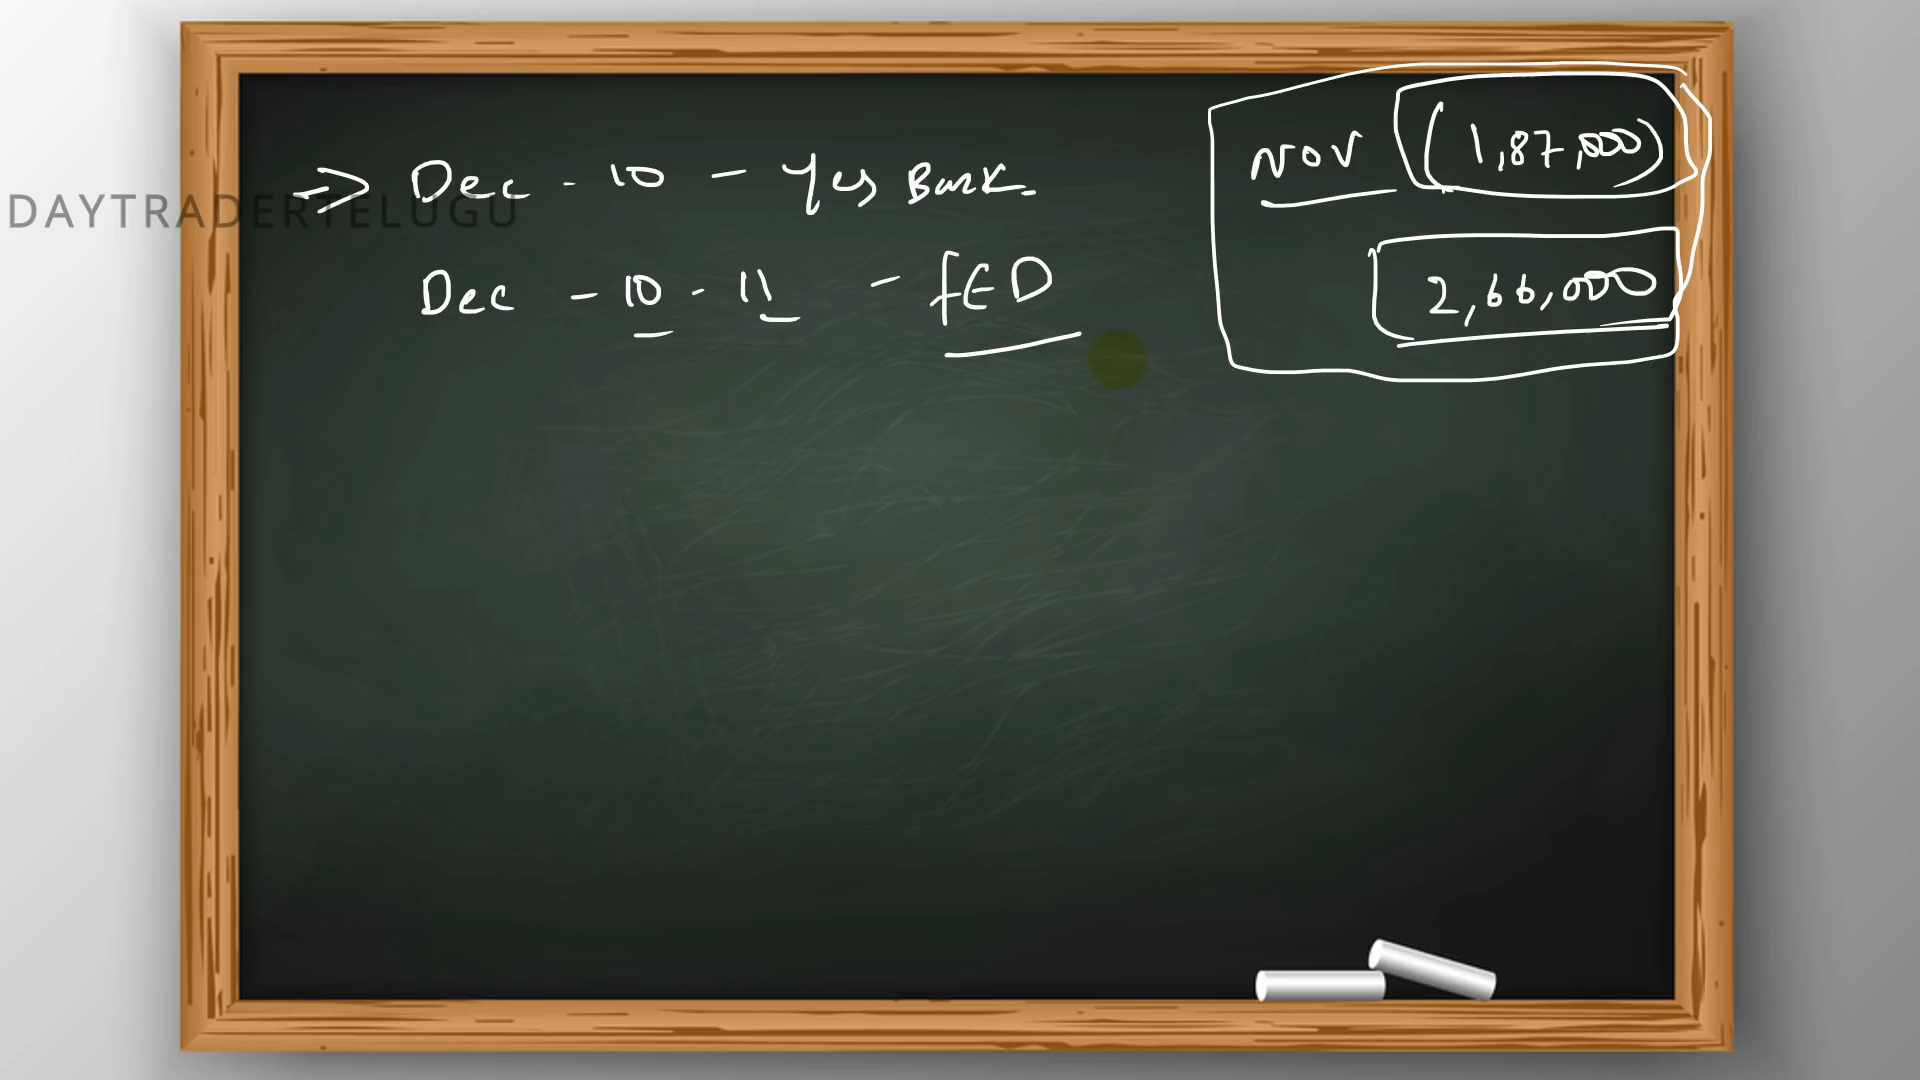 ⇒ Dec - 10 - Yes Bank
DAYTRADERTELUGU
Dec - 10 - 11 - FED
NOV (1,87,000)
2,66,000